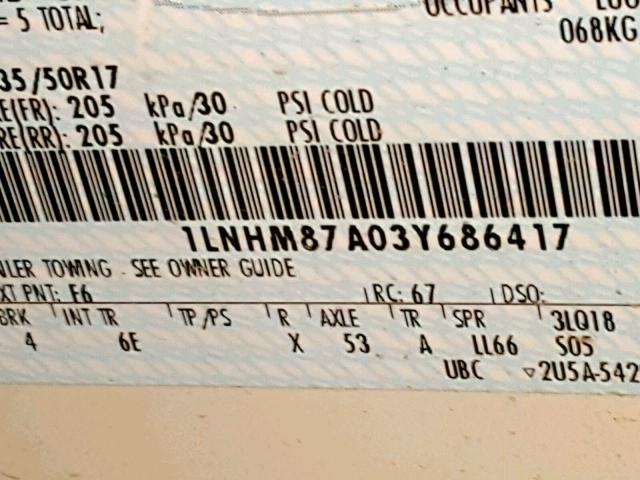 = 5 TOTAL; OCCUPANTS
068KG
35/50R17
E(FR): 205 kPa/30 PSI COLD
RE(RR): 205 kPa/30 PSI COLD
1LNHM87A03Y686417
ILER TOWING - SEE OWNER GUIDE
XT PNT: F6 RC: 67 DSO:
BRK INT TR TP/PS R AXLE TR SPR 3LQ18
4 6E X 53 A LL66 S05
UBC ▽2U5A-542